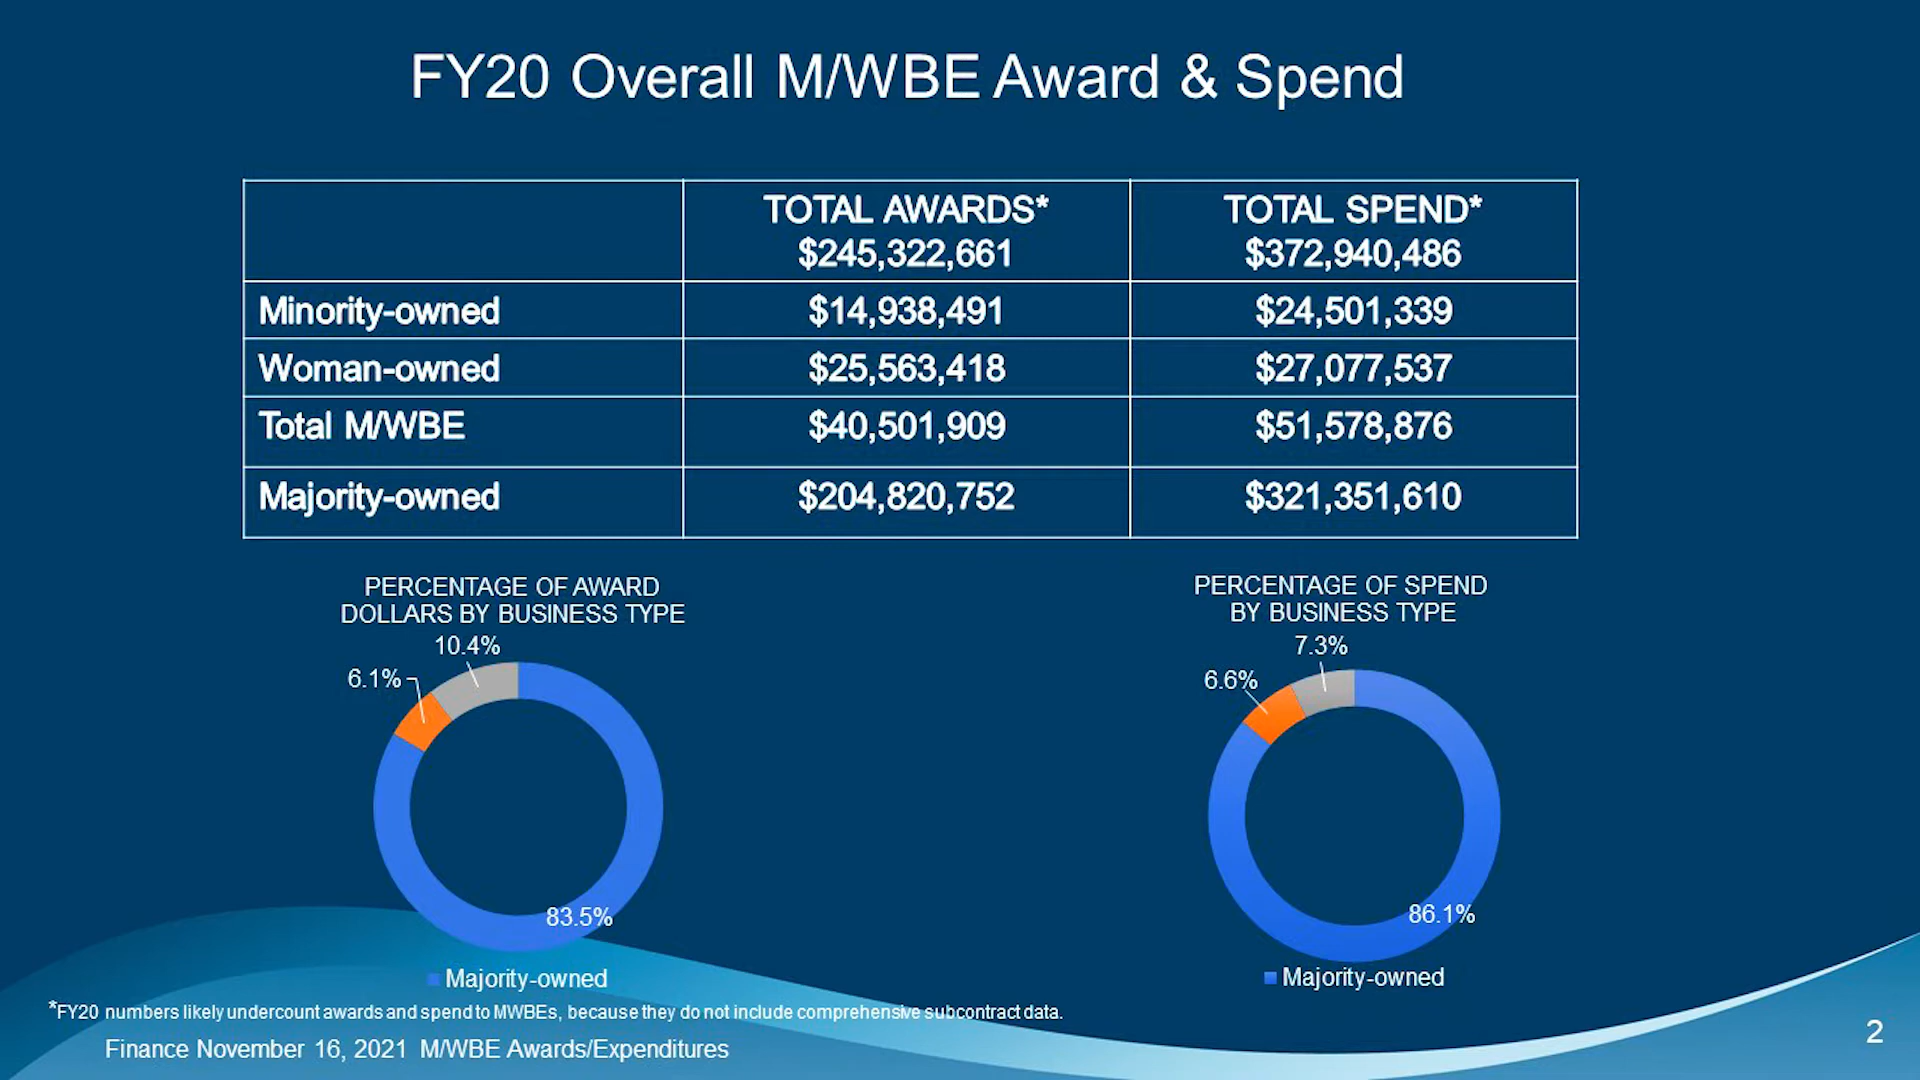 FY20 Overall M/WBE Award & Spend
TOTAL AWARDS* TOTAL SPEND*
$245,322,661 $372,940,486
Minority-owned $14,938,491 $24,501,339
Woman-owned $25,563,418 $27,077,537
Total M/WBE $40,501,909 $51,578,876
Majority-owned $204,820,752 $321,351,610
PERCENTAGE OF AWARD
DOLLARS BY BUSINESS TYPE
10.4%
6.1%
83.5%
Majority-owned
PERCENTAGE OF SPEND
BY BUSINESS TYPE
7.3%
6.6%
86.1%
Majority-owned
*FY20 numbers likely undercount awards and spend to MWBEs, because they do not include comprehensive subcontract data.
Finance November 16, 2021 M/WBE Awards/Expenditures
2